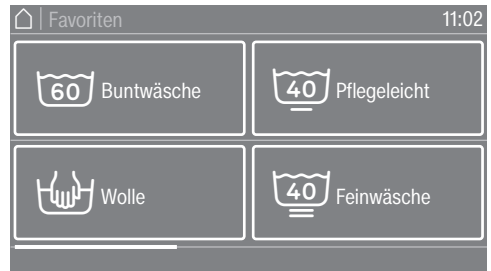 Favoriten 11:02
60 Buntwäsche
40 Pflegeleicht
Wolle
40 Feinwäsche